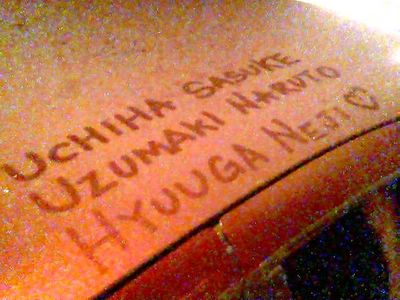 UCHIHA SASUKE
UZUMAKI NARUTO
HYUUGA NEJI ♡